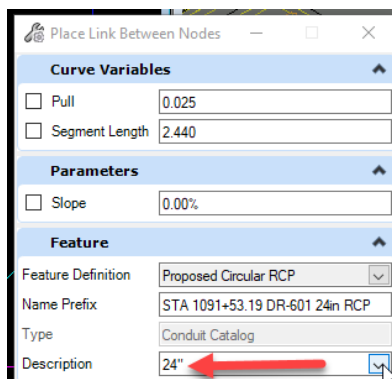 Place Link Between Nodes
Curve Variables
Pull 0.025
Segment Length 2.440
Parameters
Slope 0.00%
Feature
Feature Definition Proposed Circular RCP
Name Prefix STA 1091+53.19 DR-601 24in RCP
Type Conduit Catalog
Description 24"